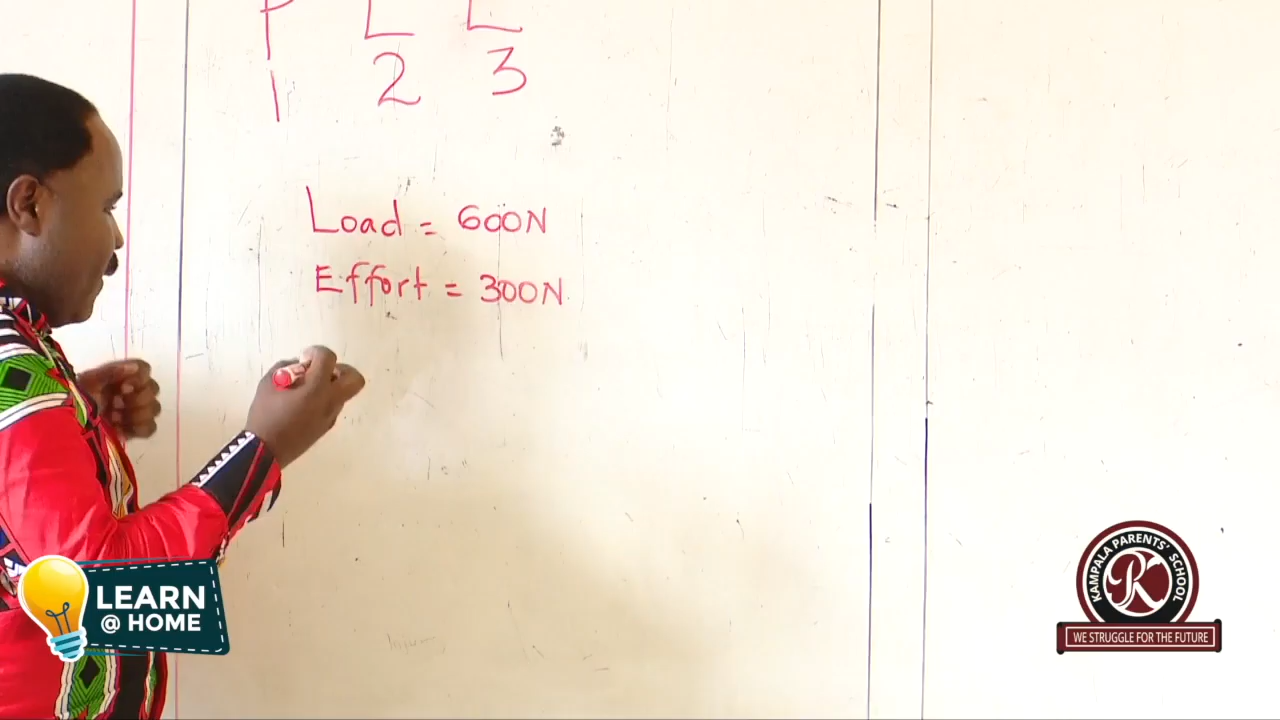 P L L
1 2 3
Load = 600N
Effort = 300N
LEARN
@ HOME
KAMPALA PARENTS' SCHOOL
WE STRUGGLE FOR THE FUTURE